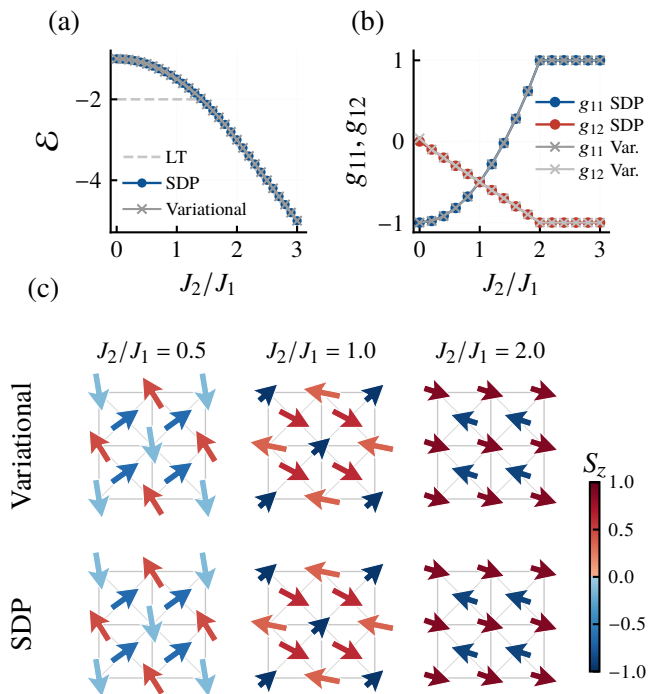 (a)
ℰ
−2
−4
LT
SDP
Variational
0
1
2
3
J₂/J₁
(b)
g₁₁, g₁₂
1
0
−1
g₁₁ SDP
g₁₂ SDP
g₁₁ Var.
g₁₂ Var.
0
1
2
3
J₂/J₁
(c)
J₂/J₁ = 0.5
J₂/J₁ = 1.0
J₂/J₁ = 2.0
Variational
SDP
S_z
1.0
0.5
0.0
−0.5
−1.0